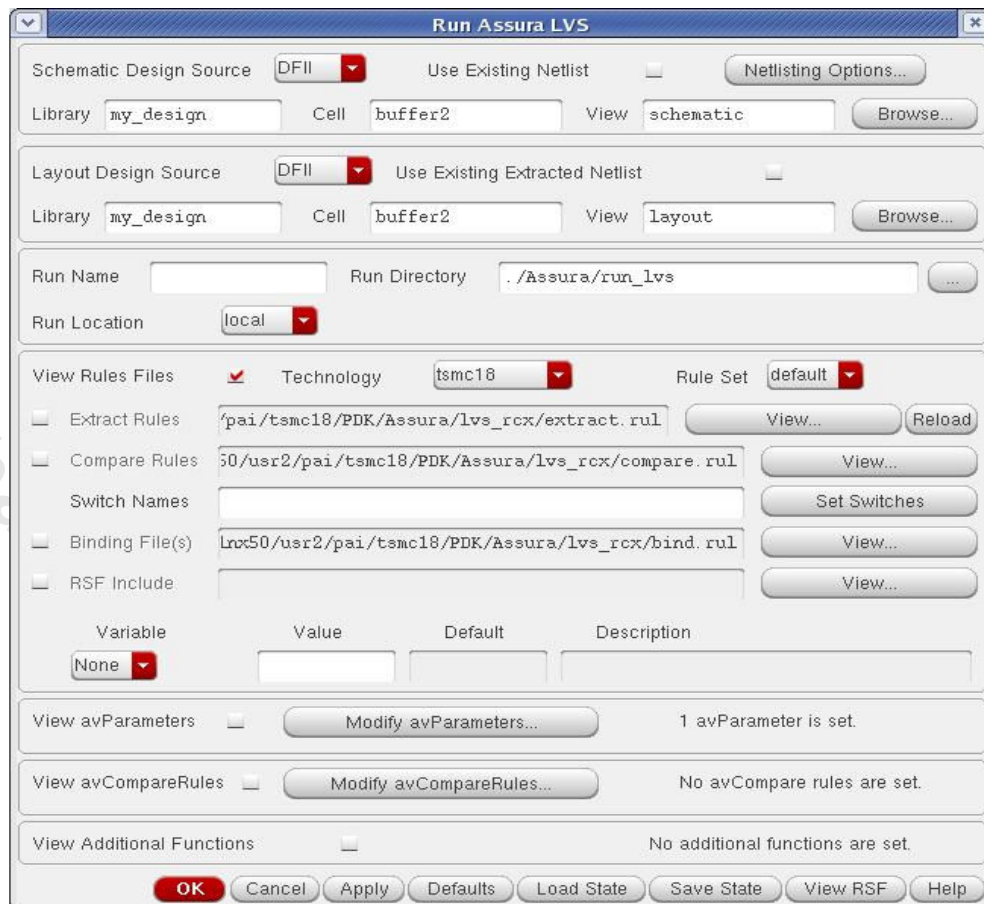 Run Assura LVS
Schematic Design Source DFII Use Existing Netlist Netlisting Options...
Library my_design Cell buffer2 View schematic Browse...
Layout Design Source DFII Use Existing Extracted Netlist
Library my_design Cell buffer2 View layout Browse...
Run Name Run Directory ./Assura/run_lvs ...
Run Location local
View Rules Files Technology tsmc18 Rule Set default
Extract Rules /pai/tsmc18/PDK/Assura/lvs_rcx/extract.rul View... Reload
Compare Rules 50/usr2/pai/tsmc18/PDK/Assura/lvs_rcx/compare.rul View...
Switch Names Set Switches
Binding File(s) Lnx50/usr2/pai/tsmc18/PDK/Assura/lvs_rcx/bind.rul View...
RSF Include View...
Variable Value Default Description
None
View avParameters Modify avParameters... 1 avParameter is set.
View avCompareRules Modify avCompareRules... No avCompare rules are set.
View Additional Functions No additional functions are set.
OK Cancel Apply Defaults Load State Save State View RSF Help